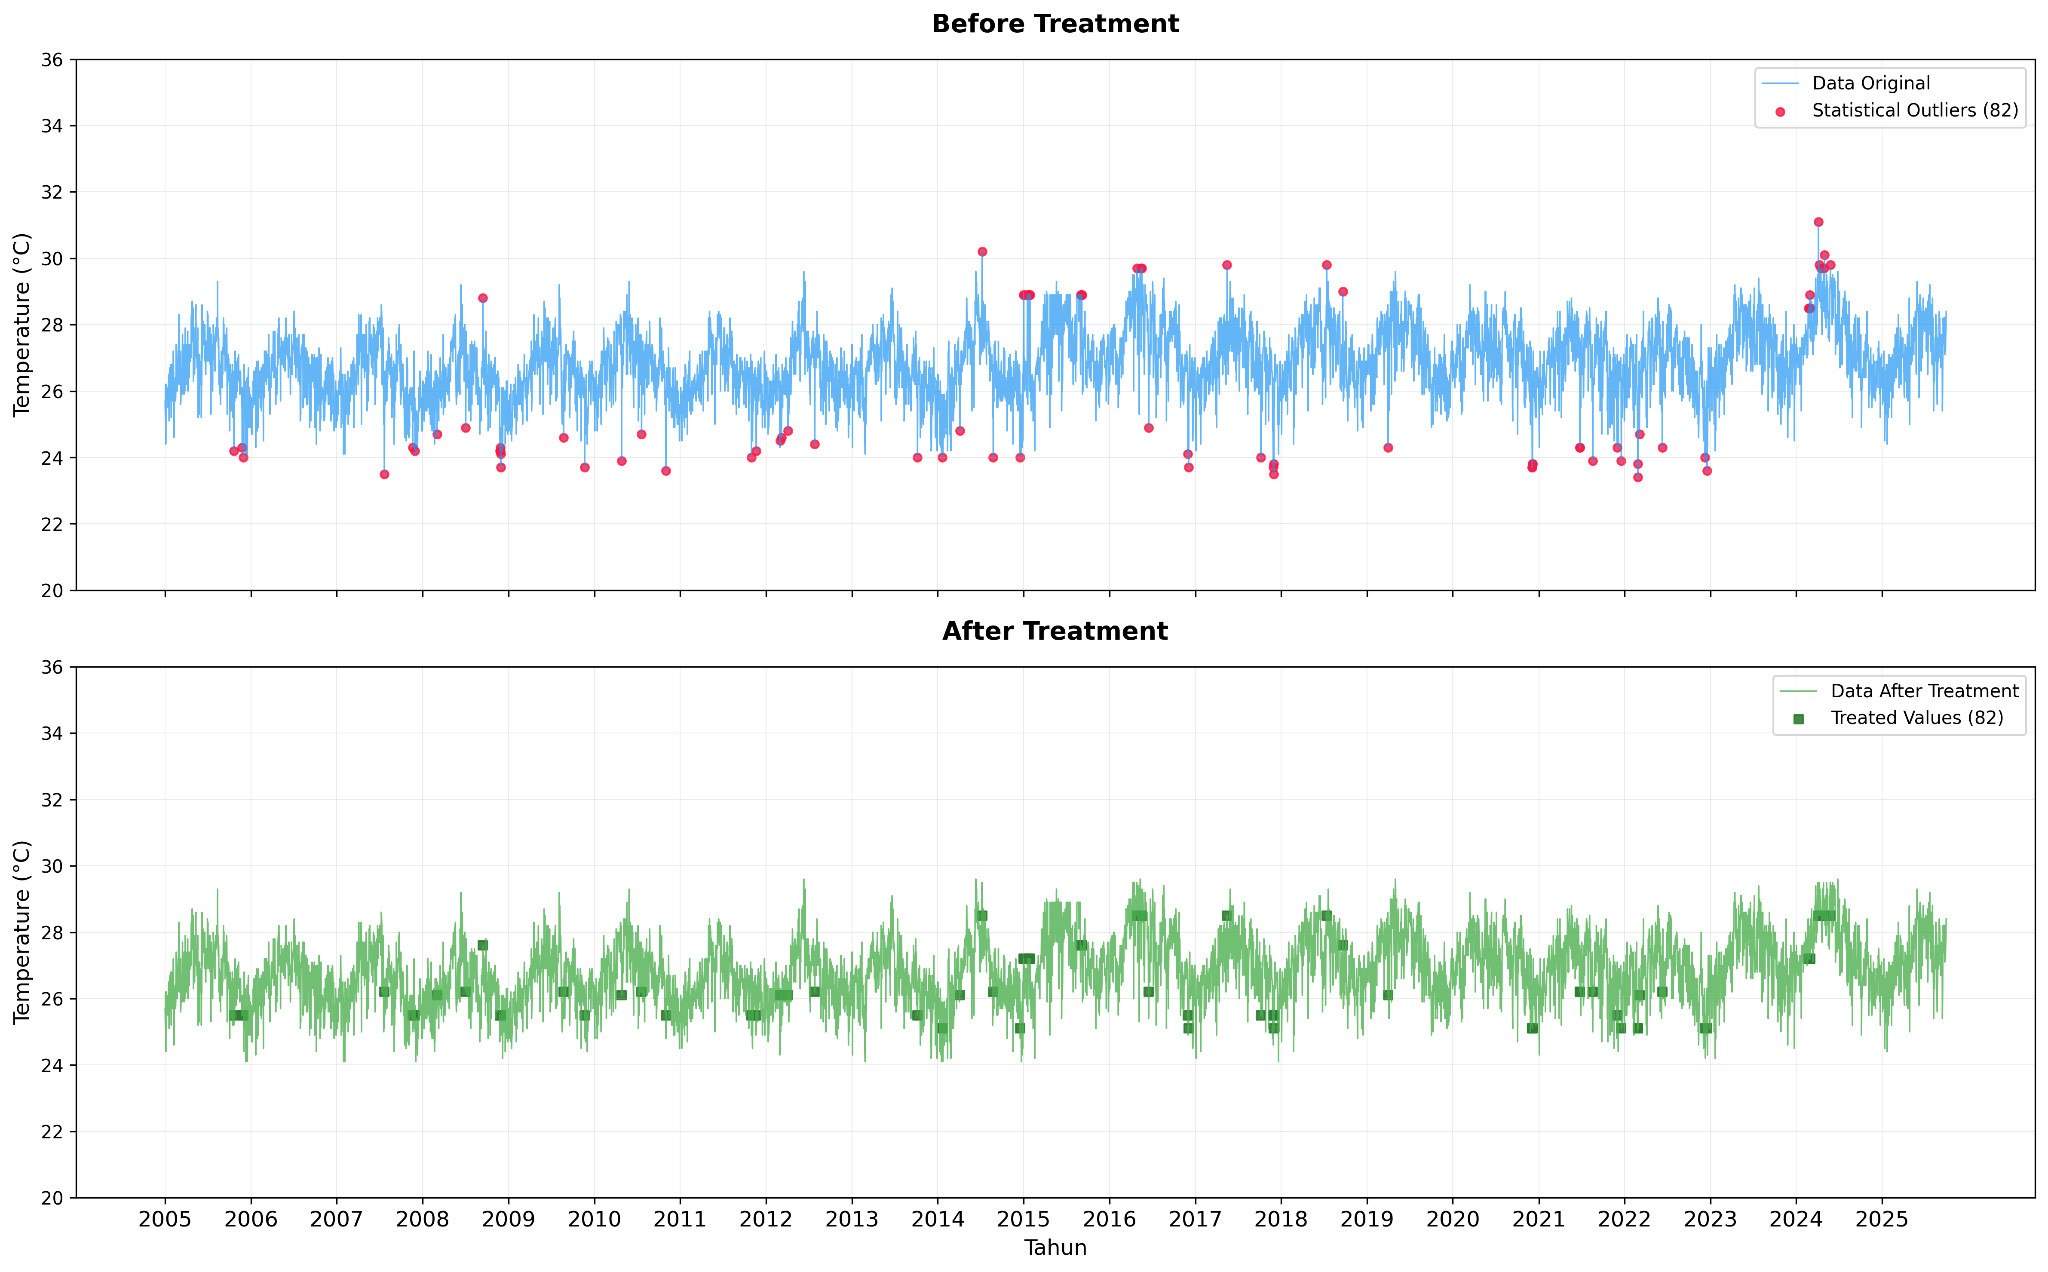 Before Treatment
36
34
32
30
28
26
24
22
20
Temperature (°C)
Data Original
Statistical Outliers (82)
After Treatment
36
34
32
30
28
26
24
22
20
Temperature (°C)
Data After Treatment
Treated Values (82)
2005 2006 2007 2008 2009 2010 2011 2012 2013 2014 2015 2016 2017 2018 2019 2020 2021 2022 2023 2024 2025
Tahun